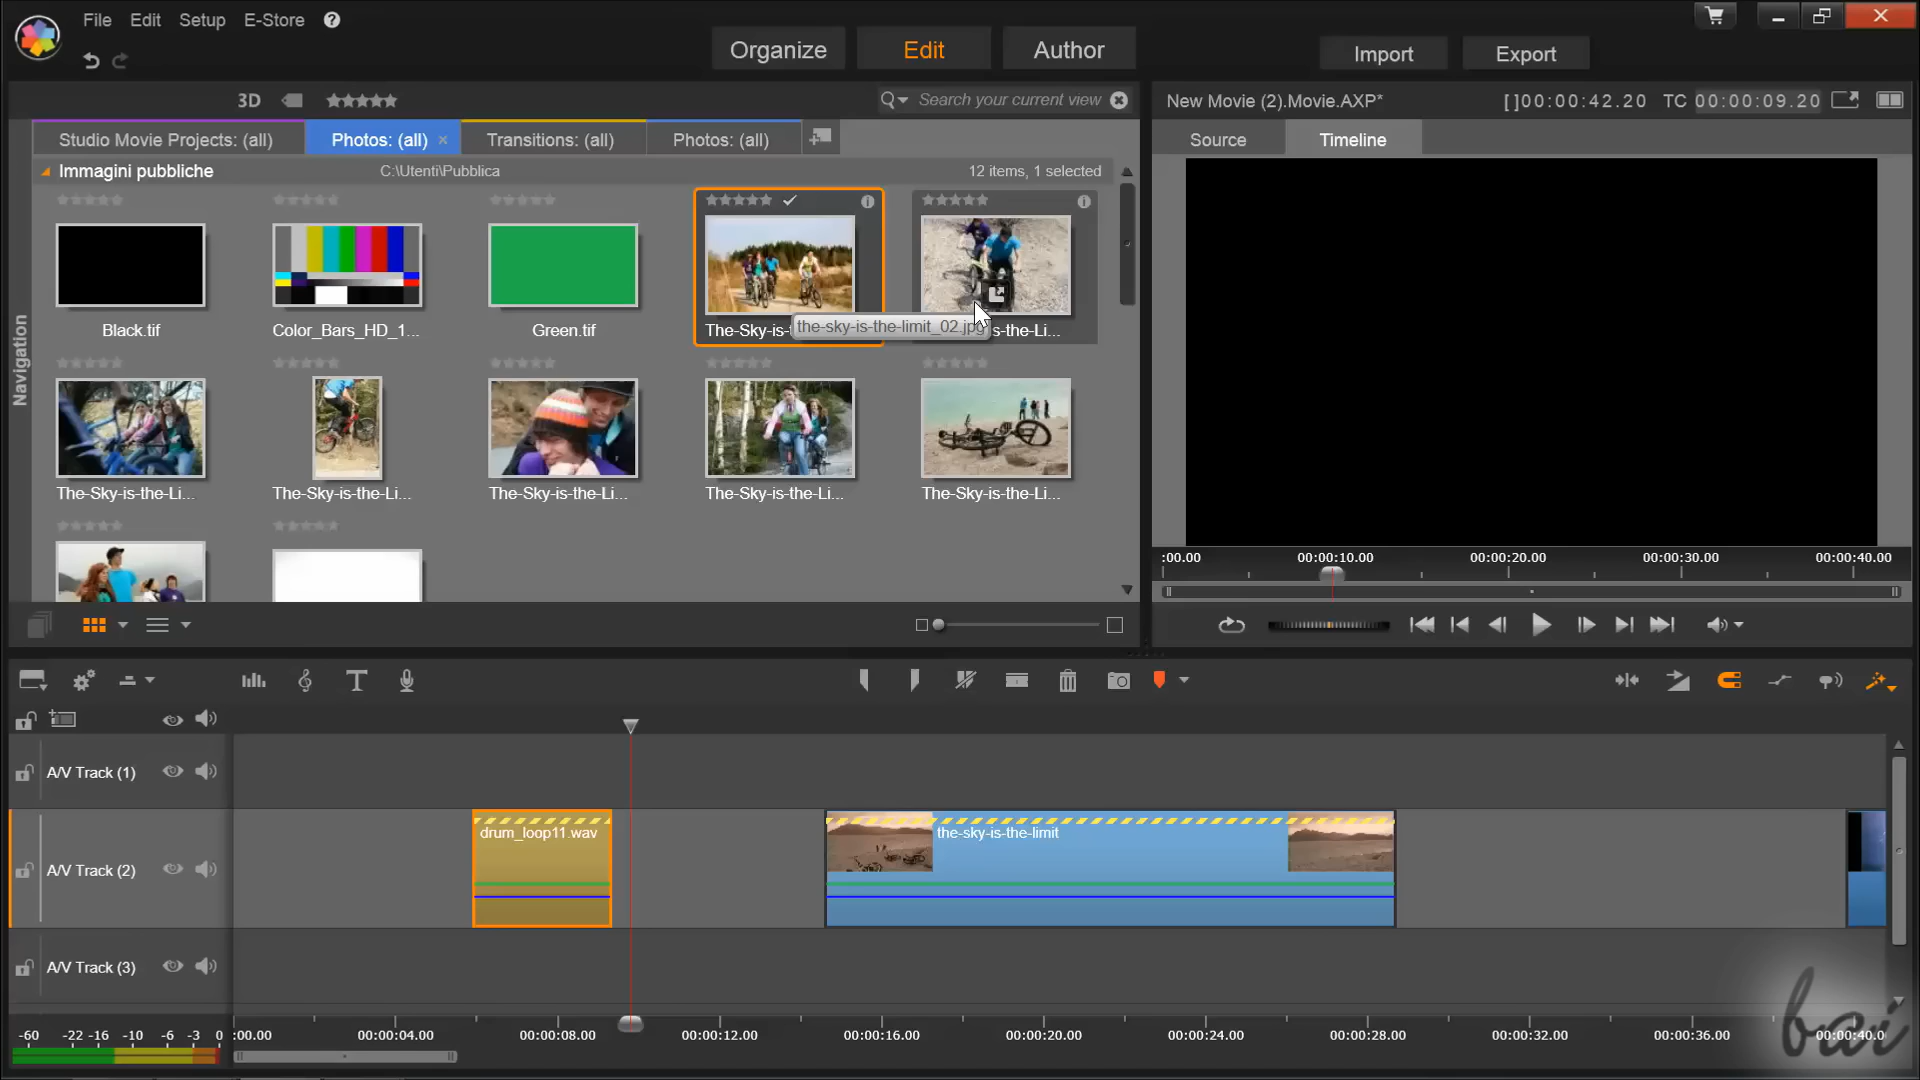 File Edit Setup E-Store ?
Organize Edit Author
Import Export
3D
Search your current view
New Movie (2).Movie.AXP*
[ ]00:00:42.20 TC 00:00:09.20
Studio Movie Projects: (all) Photos: (all) Transitions: (all) Photos: (all)
Source Timeline
Immagini pubbliche C:\Utenti\Pubblica 12 items, 1 selected
Navigation
Black.tif Color_Bars_HD_1... Green.tif The-Sky-is- s-the-Li...
the-sky-is-the-limit_02.jpg
The-Sky-is-the-Li... The-Sky-is-the-Li... The-Sky-is-the-Li... The-Sky-is-the-Li... The-Sky-is-the-Li...
:00.00 00:00:10.00 00:00:20.00 00:00:30.00 00:00:40.00
A/V Track (1)
drum_loop11.wav the-sky-is-the-limit
A/V Track (2)
A/V Track (3)
-60 -22 -16 -10 -6 -3 0
:00.00 00:00:04.00 00:00:08.00 00:00:12.00 00:00:16.00 00:00:20.00 00:00:24.00 00:00:28.00 00:00:32.00 00:00:36.00 00:00:40.
bai